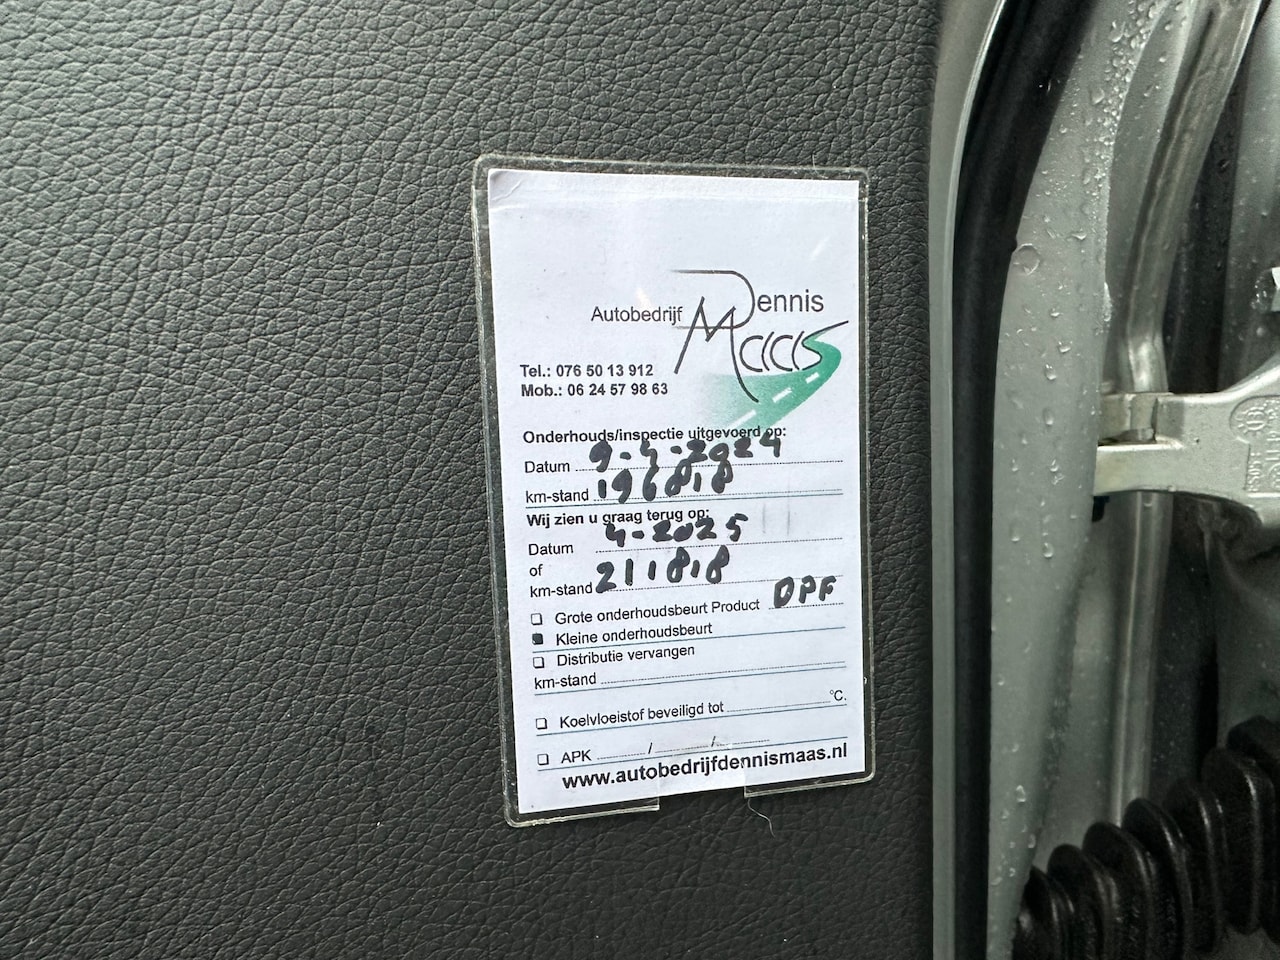 Autobedrijf Dennis
Maas
Tel.: 076 50 13 912
Mob.: 06 24 57 98 63
Onderhouds/inspectie uitgevoerd op:
Datum 9-4-2024
km-stand 196818
Wij zien u graag terug op:
Datum 4-2025
of
km-stand 211818
Grote onderhoudsbeurt Product DPF
Kleine onderhoudsbeurt
Distributie vervangen
km-stand
Koelvloeistof beveiligd tot °C.
APK / /
www.autobedrijfdennismaas.nl